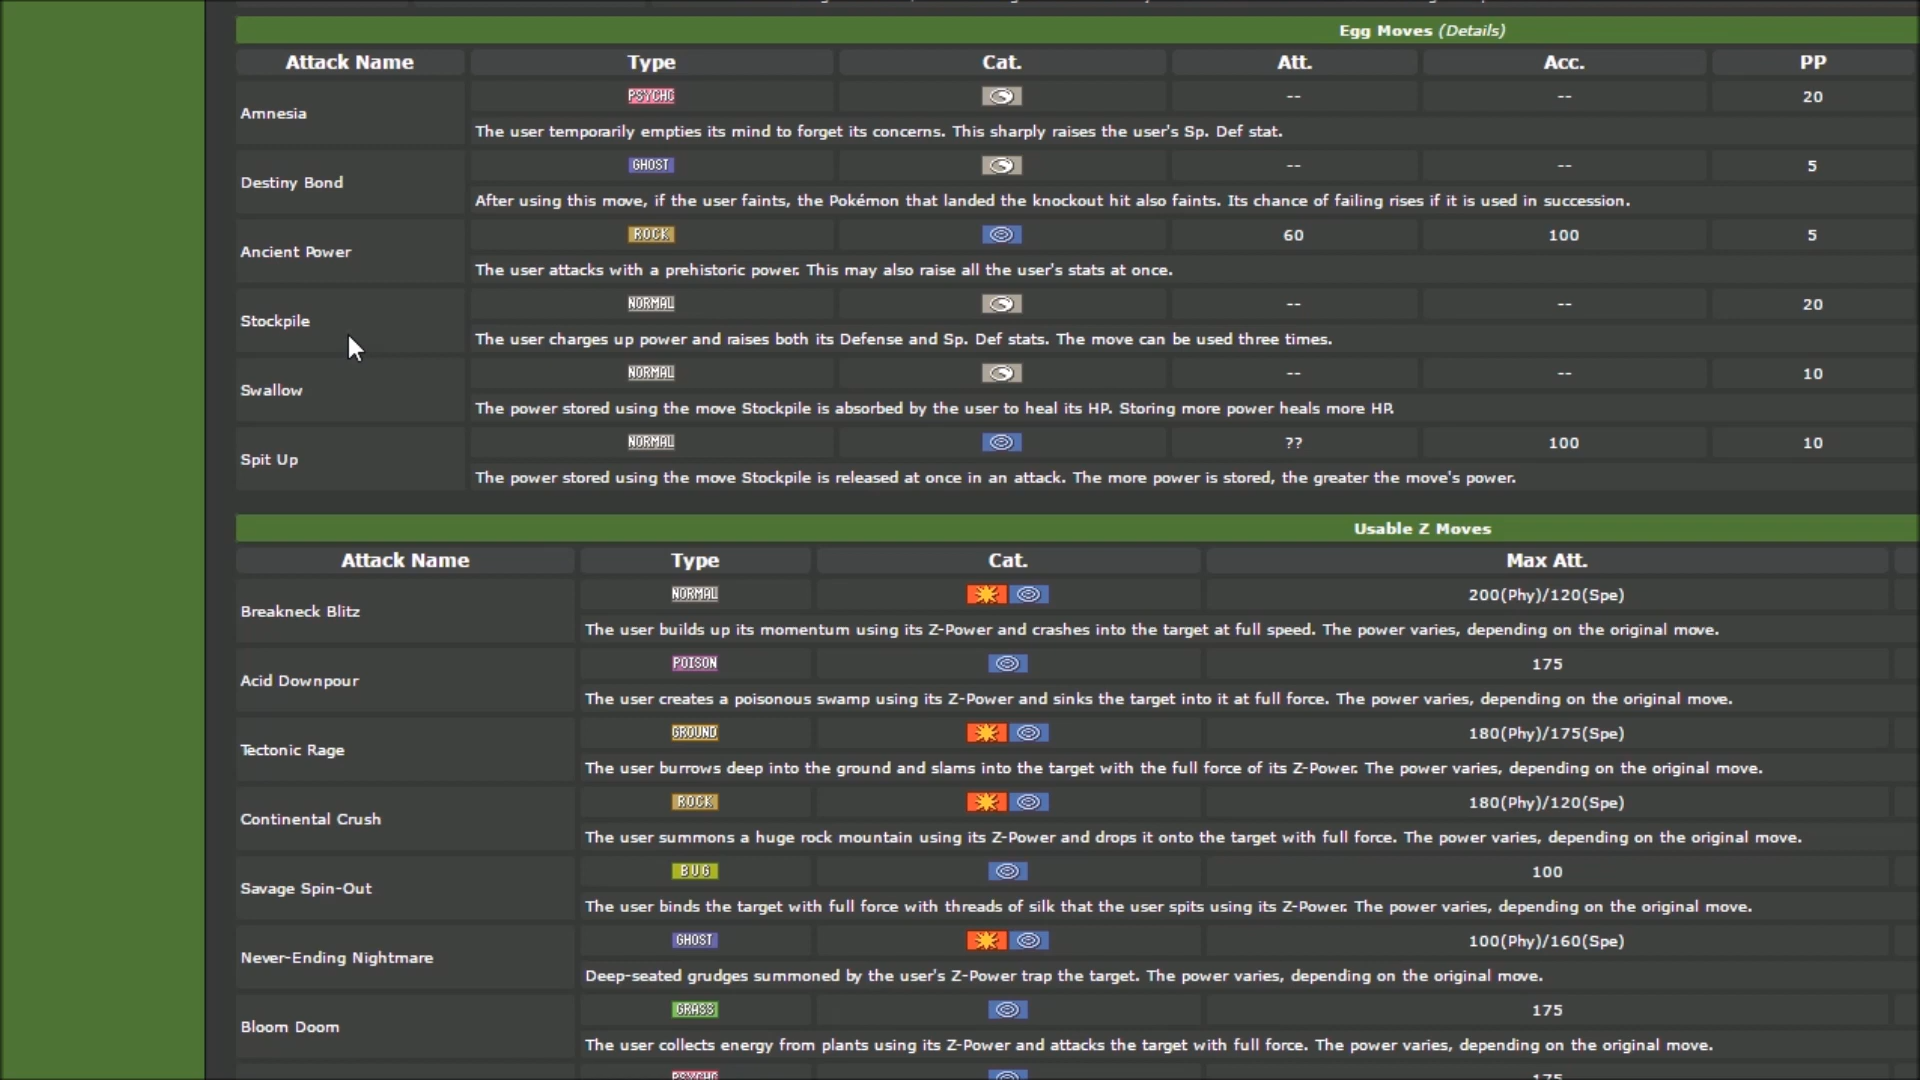 Egg Moves (Details)
Attack Name Type Cat. Att. Acc. PP
Amnesia PSYCHC -- -- 20
The user temporarily empties its mind to forget its concerns. This sharply raises the user's Sp. Def stat.
Destiny Bond GHOST -- -- 5
After using this move, if the user faints, the Pokémon that landed the knockout hit also faints. Its chance of failing rises if it is used in succession.
Ancient Power ROCK 60 100 5
The user attacks with a prehistoric power. This may also raise all the user's stats at once.
Stockpile NORMAL -- -- 20
The user charges up power and raises both its Defense and Sp. Def stats. The move can be used three times.
Swallow NORMAL -- -- 10
The power stored using the move Stockpile is absorbed by the user to heal its HP. Storing more power heals more HP.
Spit Up NORMAL ?? 100 10
The power stored using the move Stockpile is released at once in an attack. The more power is stored, the greater the move's power.
Usable Z Moves
Attack Name Type Cat. Max Att.
Breakneck Blitz NORMAL 200(Phy)/120(Spe)
The user builds up its momentum using its Z-Power and crashes into the target at full speed. The power varies, depending on the original move.
Acid Downpour POISON 175
The user creates a poisonous swamp using its Z-Power and sinks the target into it at full force. The power varies, depending on the original move.
Tectonic Rage GROUND 180(Phy)/175(Spe)
The user burrows deep into the ground and slams into the target with the full force of its Z-Power. The power varies, depending on the original move.
Continental Crush ROCK 180(Phy)/120(Spe)
The user summons a huge rock mountain using its Z-Power and drops it onto the target with full force. The power varies, depending on the original move.
Savage Spin-Out BUG 100
The user binds the target with full force with threads of silk that the user spits using its Z-Power. The power varies, depending on the original move.
Never-Ending Nightmare GHOST 100(Phy)/160(Spe)
Deep-seated grudges summoned by the user's Z-Power trap the target. The power varies, depending on the original move.
Bloom Doom GRASS 175
The user collects energy from plants using its Z-Power and attacks the target with full force. The power varies, depending on the original move.
PSYCHC 175